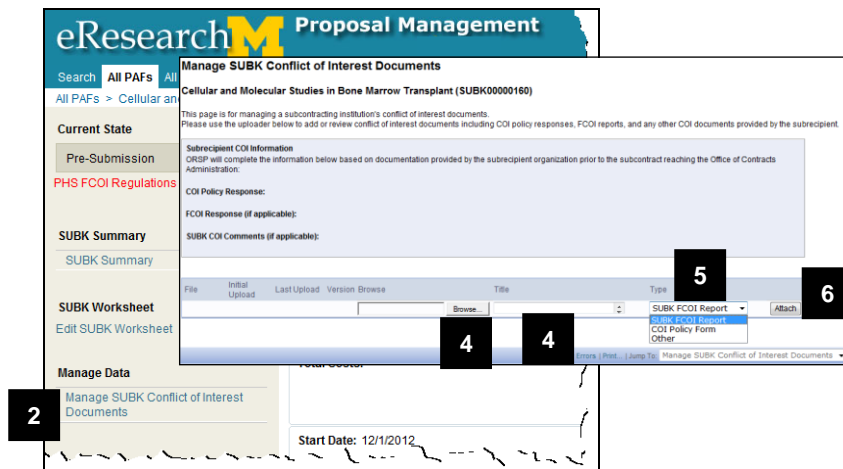 eResearch M Proposal Management
Search All PAFs All
All PAFs > Cellular an
Current State
Pre-Submission
PHS FCOI Regulations
SUBK Summary
SUBK Summary
SUBK Worksheet
Edit SUBK Worksheet
Manage Data
2
Manage SUBK Conflict of Interest
Documents
Manage SUBK Conflict of Interest Documents
Cellular and Molecular Studies in Bone Marrow Transplant (SUBK00000160)
This page is for managing a subcontracting institution's conflict of interest documents.
Please use the uploader below to add or review conflict of interest documents including COI policy responses, FCOI reports, and any other COI documents provided by the subrecipient.
Subrecipient COI Information
ORSP will complete the information below based on documentation provided by the subrecipient organization prior to the subcontract reaching the Office of Contracts
Administration:
COI Policy Response:
FCOI Response (if applicable):
SUBK COI Comments (if applicable):
5
File Initial Upload Last Upload Version Browse Title Type
Browse... SUBK FCOI Report Attach 6
SUBK FCOI Report
COI Policy Form
Other
4 4
Errors | Print... | Jump To: Manage SUBK Conflict of Interest Documents
Total Costs:
Start Date: 12/1/2012